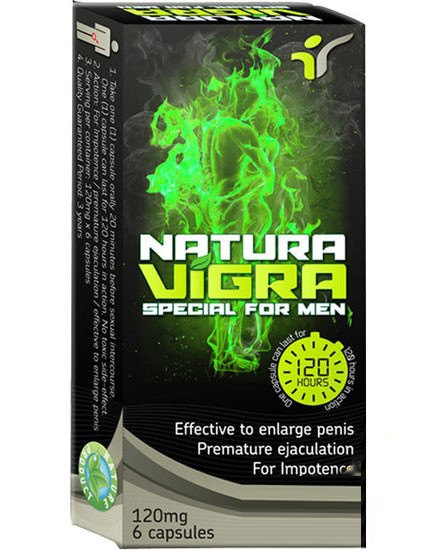 NATURA
VIGRA
SPECIAL FOR MEN
One capsule can last for
120
HOURS
120 hours in action
Effective to enlarge penis
Premature ejaculation
For Impotence
120mg
6 capsules
1. Take one (1) capsule orally 20 minutes before sexual intercourse.
One (1) capsule can last for 120 hours in action. No toxic side-effect.
2. Action: For Impotence / premature ejaculation / effective to enlarge penis
3. Serving per container: 120mg x 6 capsules
4. Quality Guaranteed Period: 3 years
NATURE
PRODUCT